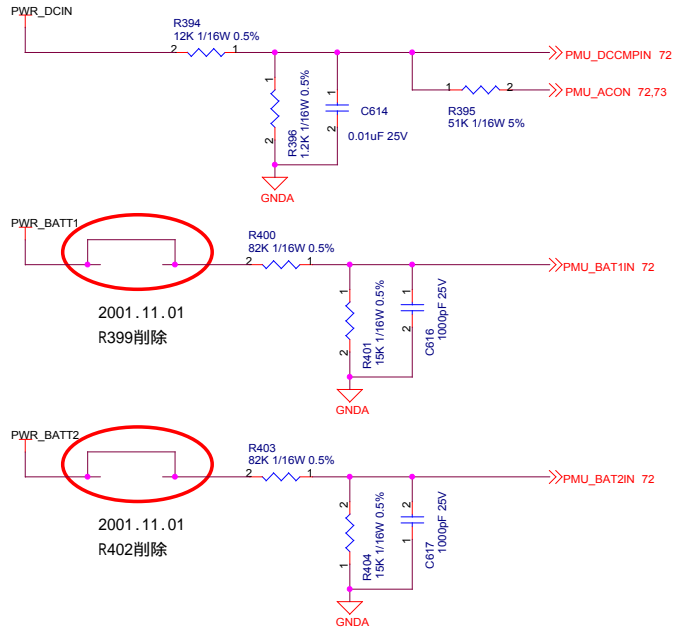 PWR_DCIN
R394
12K 1/16W 0.5%
2
1
PMU_DCCMPIN 72
1
2
R396
1.2K 1/16W 0.5%
1
2
C614
0.01uF 25V
1
2
R395
51K 1/16W 5%
PMU_ACON 72,73
GNDA
PWR_BATT1
R400
82K 1/16W 0.5%
2
1
PMU_BAT1IN 72
2001.11.01
R399削除
1
2
R401
15K 1/16W 0.5%
1
2
C616
1000pF 25V
GNDA
PWR_BATT2
R403
82K 1/16W 0.5%
2
1
PMU_BAT2IN 72
2001.11.01
R402削除
2
1
R404
15K 1/16W 0.5%
2
1
C617
1000pF 25V
GNDA